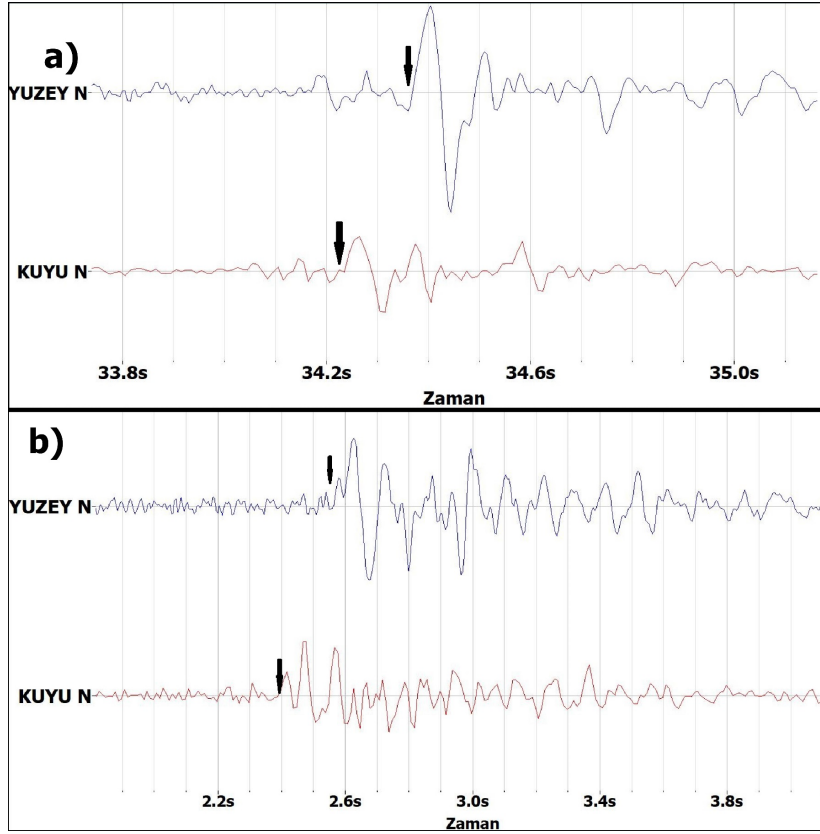 a)
YUZEY N
KUYU N
33.8s 34.2s 34.6s 35.0s
Zaman
b)
YUZEY N
KUYU N
2.2s 2.6s 3.0s 3.4s 3.8s
Zaman